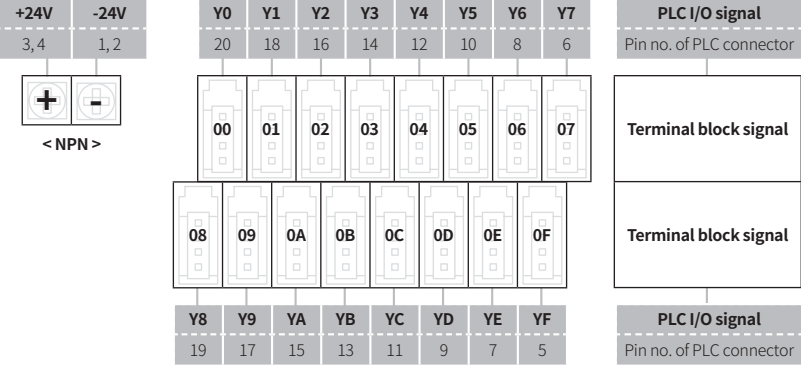 +24V -24V Y0 Y1 Y2 Y3 Y4 Y5 Y6 Y7 PLC I/O signal
3, 4 1, 2 20 18 16 14 12 10 8 6 Pin no. of PLC connector
+ -
< NPN >
00 01 02 03 04 05 06 07 Terminal block signal
08 09 0A 0B 0C 0D 0E 0F Terminal block signal
Y8 Y9 YA YB YC YD YE YF PLC I/O signal
19 17 15 13 11 9 7 5 Pin no. of PLC connector